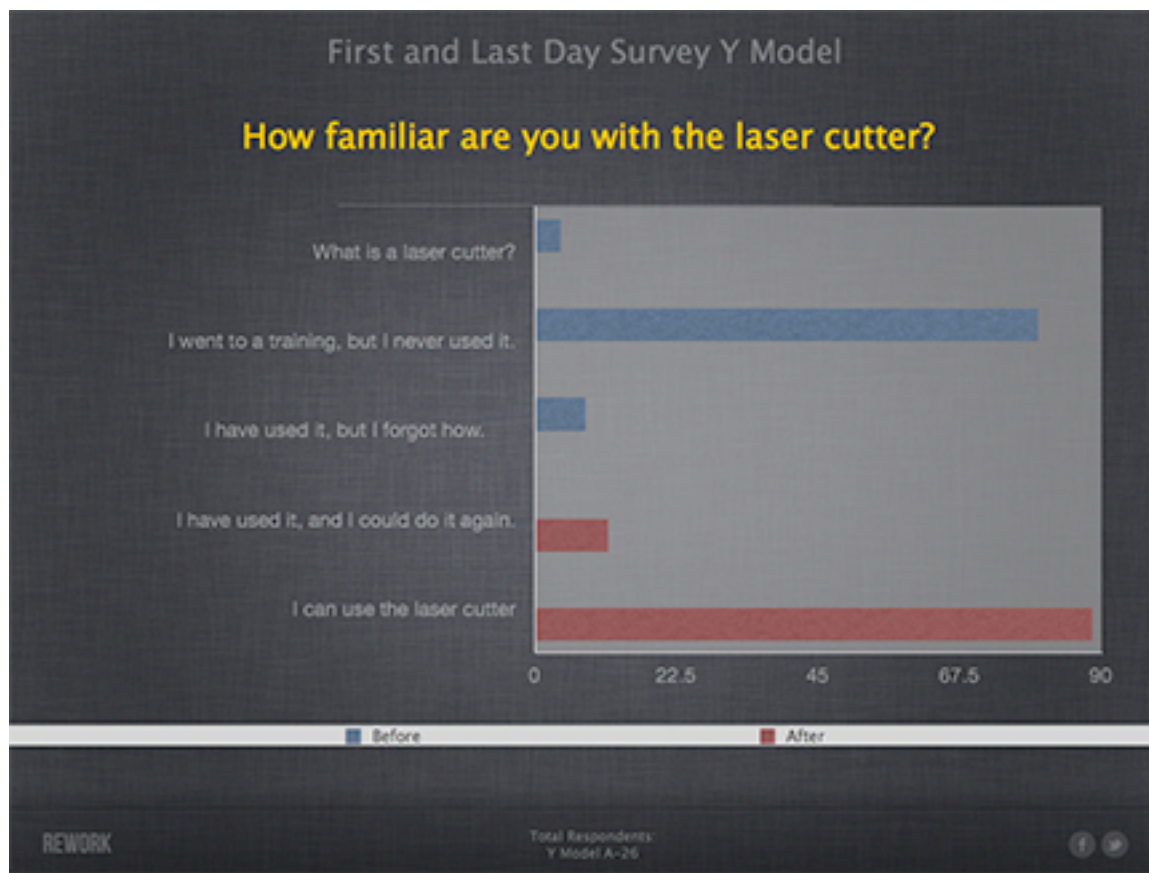 First and Last Day Survey Y Model
How familiar are you with the laser cutter?
What is a laser cutter?
I went to a training, but I never used it.
I have used it, but I forgot how.
I have used it, and I could do it again.
I can use the laser cutter
0 22.5 45 67.5 90
Before After
REWORK
Total Respondents:
Y Model A-26